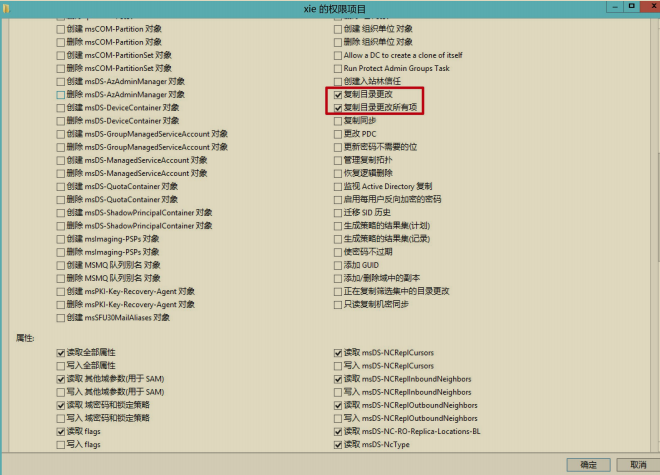 xie 的权限项目
创建 msCOM-Partition 对象
删除 msCOM-Partition 对象
创建 msCOM-PartitionSet 对象
删除 msCOM-PartitionSet 对象
创建 msDS-AzAdminManager 对象
删除 msDS-AzAdminManager 对象
创建 msDS-DeviceContainer 对象
删除 msDS-DeviceContainer 对象
创建 msDS-GroupManagedServiceAccount 对象
删除 msDS-GroupManagedServiceAccount 对象
创建 msDS-ManagedServiceAccount 对象
删除 msDS-ManagedServiceAccount 对象
创建 msDS-QuotaContainer 对象
删除 msDS-QuotaContainer 对象
创建 msDS-ShadowPrincipalContainer 对象
删除 msDS-ShadowPrincipalContainer 对象
创建 msImaging-PSPs 对象
删除 msImaging-PSPs 对象
创建 MSMQ 队列别名 对象
删除 MSMQ 队列别名 对象
创建 msPKI-Key-Recovery-Agent 对象
删除 msPKI-Key-Recovery-Agent 对象
创建 msSFU30MailAliases 对象
创建 组织单位 对象
删除 组织单位 对象
Allow a DC to create a clone of itself
Run Protect Admin Groups Task
创建入站林信任
复制目录更改
复制目录更改所有项
复制同步
更改 PDC
更新密码不需要的位
管理复制拓扑
恢复逻辑删除
监视 Active Directory 复制
启用每用户反向加密的密码
迁移 SID 历史
生成策略的结果集(计划)
生成策略的结果集(记录)
使密码不过期
添加 GUID
添加/删除域中的副本
正在复制筛选集中的目录更改
只读复制机密同步
属性:
读取全部属性
写入全部属性
读取 其他域参数(用于 SAM)
写入 其他域参数(用于 SAM)
读取 域密码和锁定策略
写入 域密码和锁定策略
读取 flags
写入 flags
读取 msDS-NCReplCursors
写入 msDS-NCReplCursors
读取 msDS-NCReplInboundNeighbors
写入 msDS-NCReplInboundNeighbors
读取 msDS-NCReplOutboundNeighbors
写入 msDS-NCReplOutboundNeighbors
读取 msDS-NC-RO-Replica-Locations-BL
读取 msDS-NcType
确定
取消